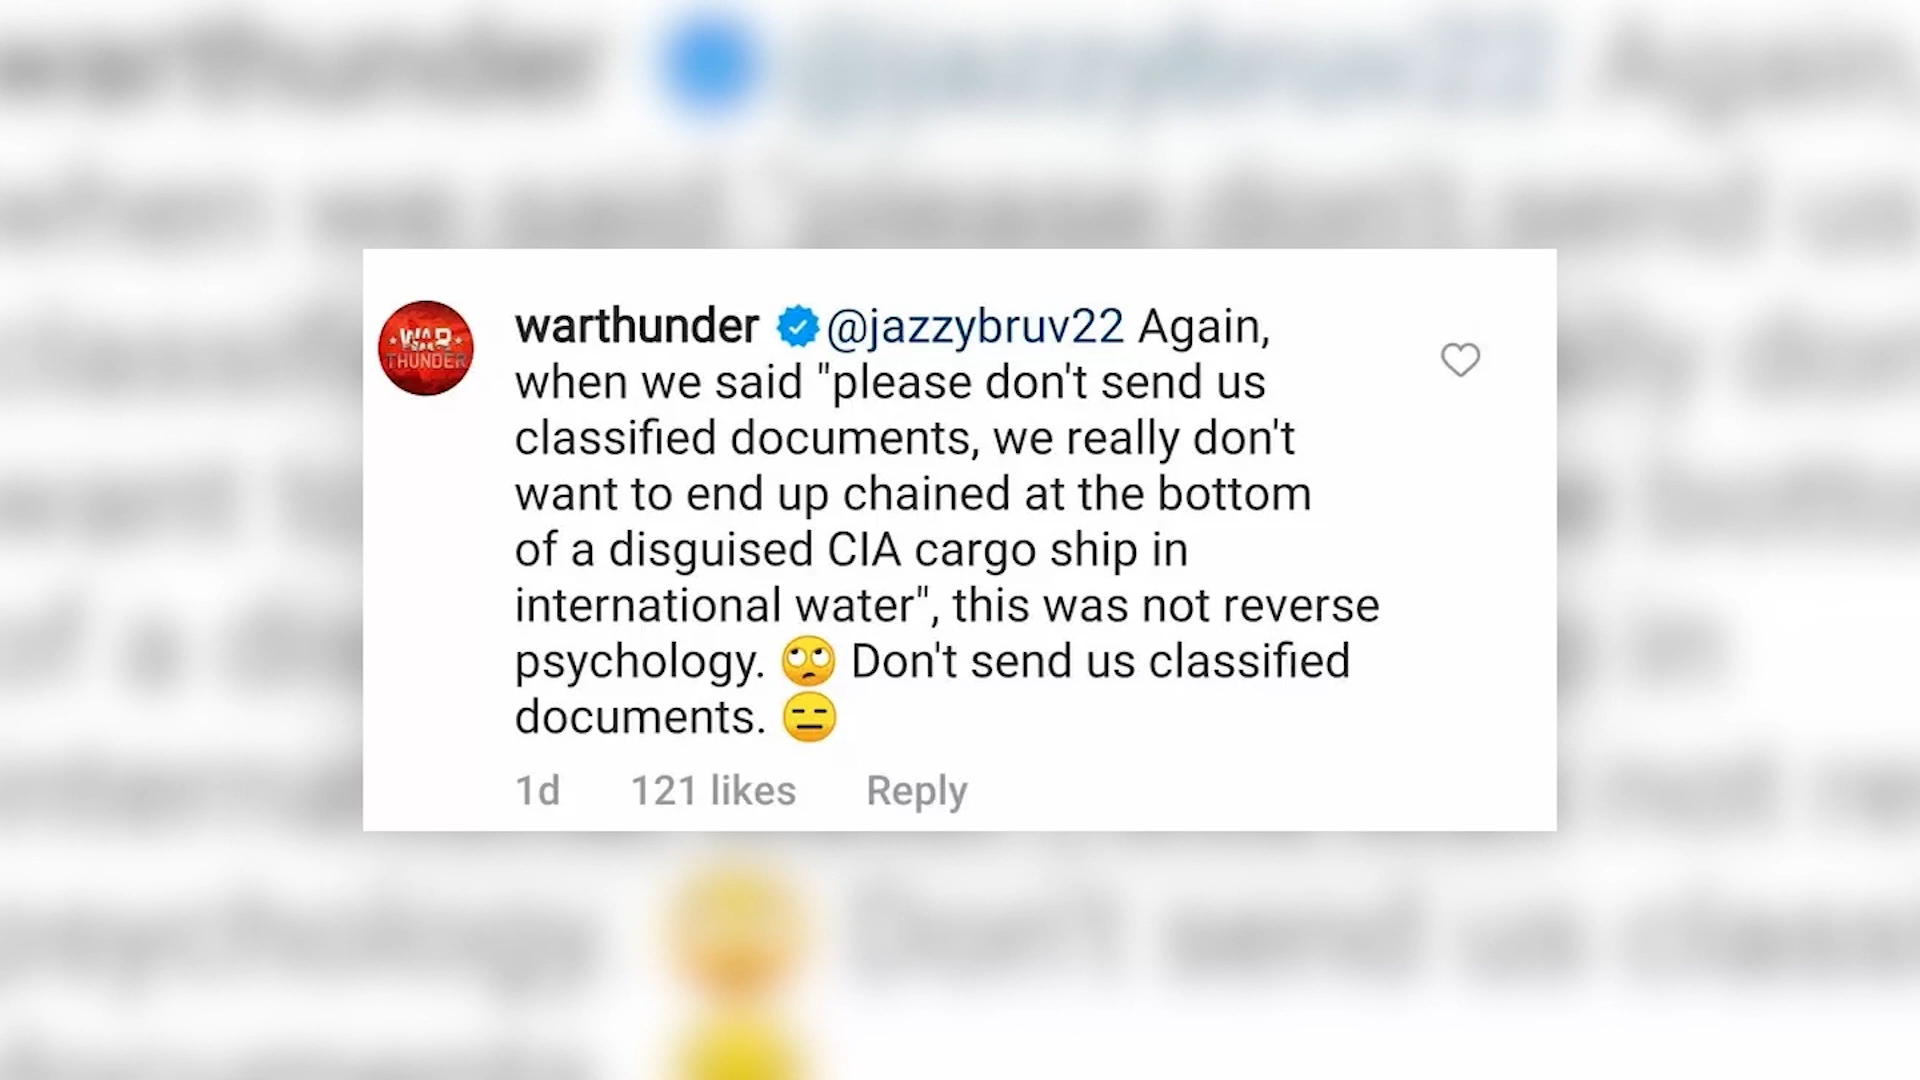 warthunder @jazzybruv22 Again,
when we said "please don't send us
classified documents, we really don't
want to end up chained at the bottom
of a disguised CIA cargo ship in
international water", this was not reverse
psychology. 🙄 Don't send us classified
documents. 😑
1d 121 likes Reply
WAR
THUNDER